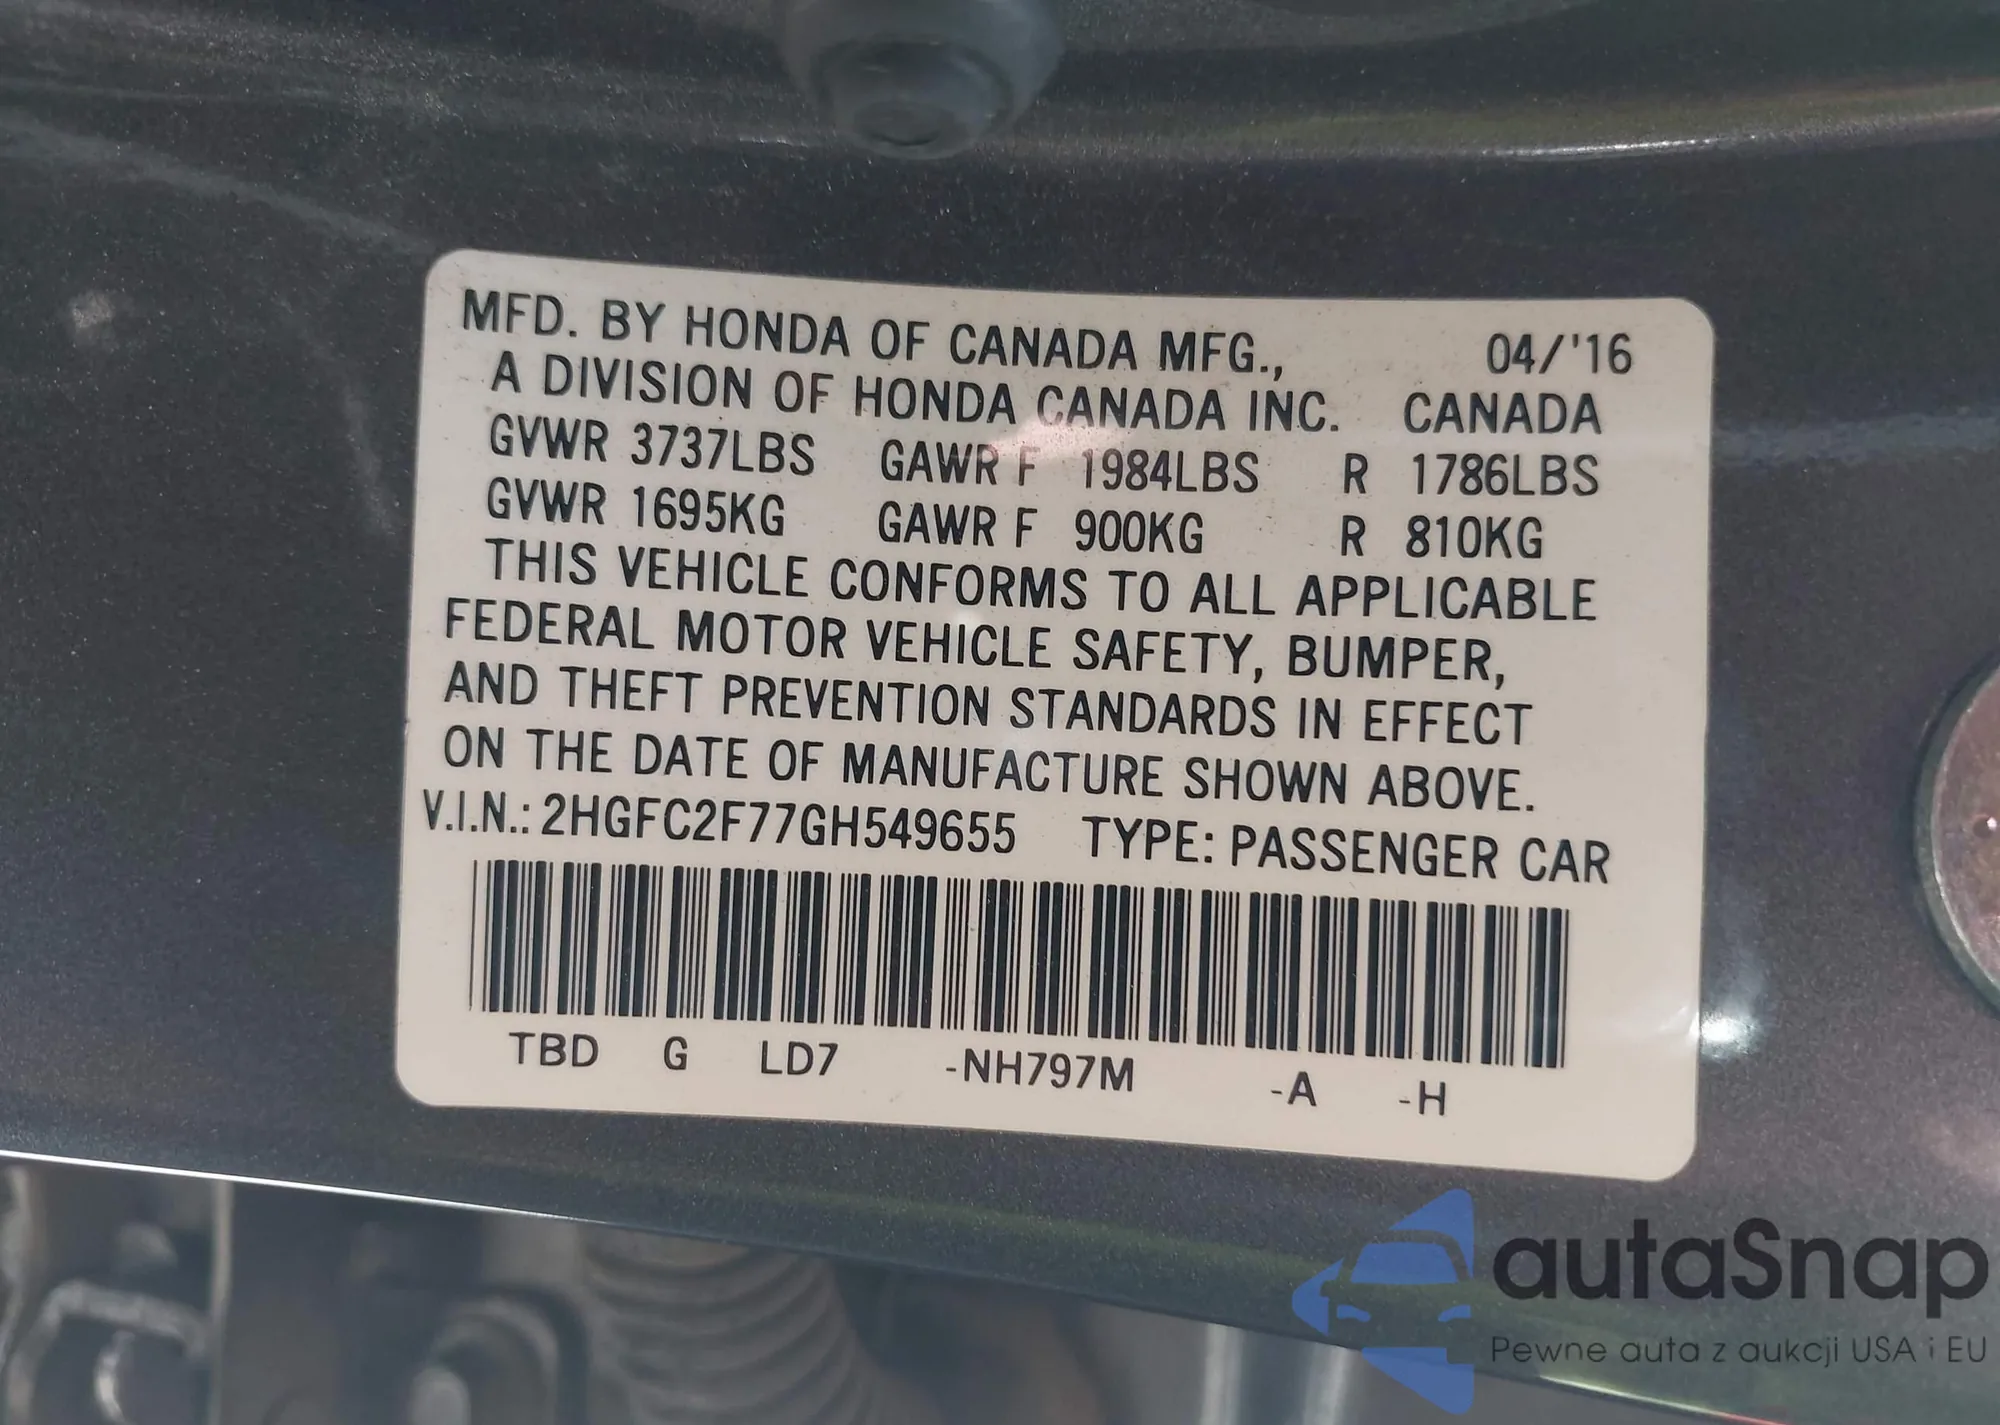 MFD. BY HONDA OF CANADA MFG., 04/'16
A DIVISION OF HONDA CANADA INC. CANADA
GVWR 3737LBS GAWR F 1984LBS R 1786LBS
GVWR 1695KG GAWR F 900KG R 810KG
THIS VEHICLE CONFORMS TO ALL APPLICABLE
FEDERAL MOTOR VEHICLE SAFETY, BUMPER,
AND THEFT PREVENTION STANDARDS IN EFFECT
ON THE DATE OF MANUFACTURE SHOWN ABOVE.
V.I.N.: 2HGFC2F77GH549655 TYPE: PASSENGER CAR
TBD G LD7 -NH797M -A -H
autaSnap
Pewne auta z aukcji USA i EU